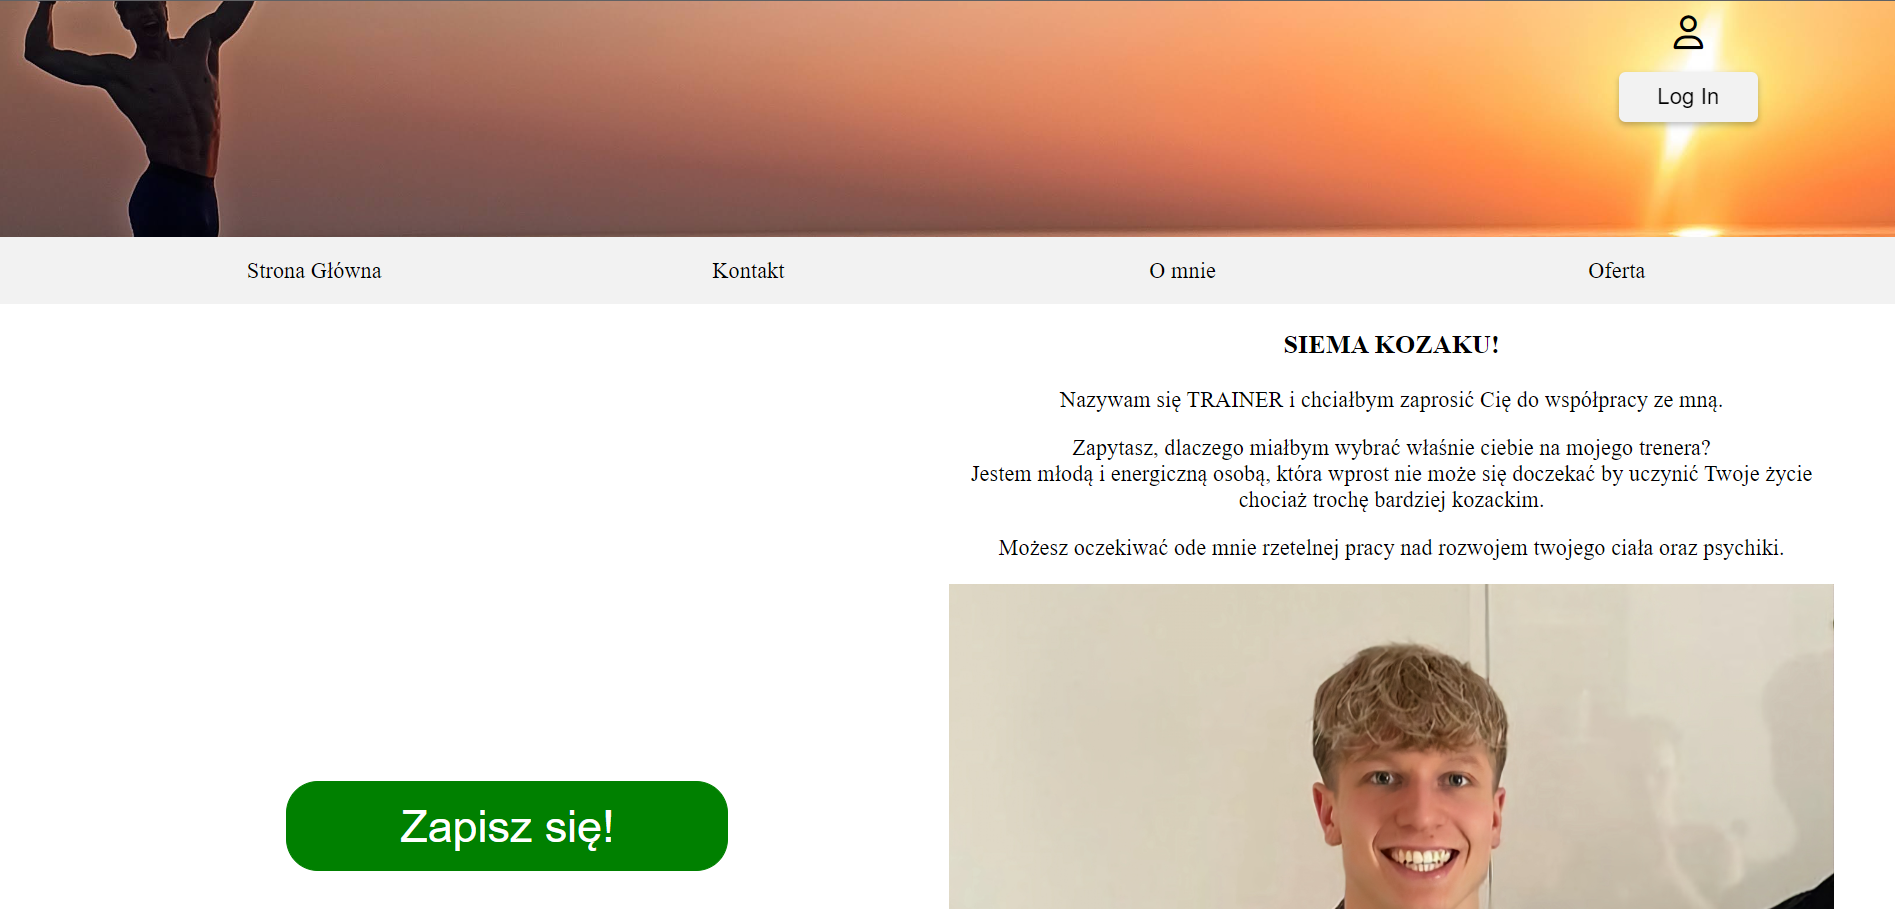 Log In
Strona Główna
Kontakt
O mnie
Oferta
SIEMA KOZAKU!
Nazywam się TRAINER i chciałbym zaprosić Cię do współpracy ze mną.
Zapytasz, dlaczego miałbym wybrać właśnie ciebie na mojego trenera?
Jestem młodą i energiczną osobą, która wprost nie może się doczekać by uczynić Twoje życie
chociaż trochę bardziej kozackim.
Możesz oczekiwać ode mnie rzetelnej pracy nad rozwojem twojego ciała oraz psychiki.
Zapisz się!